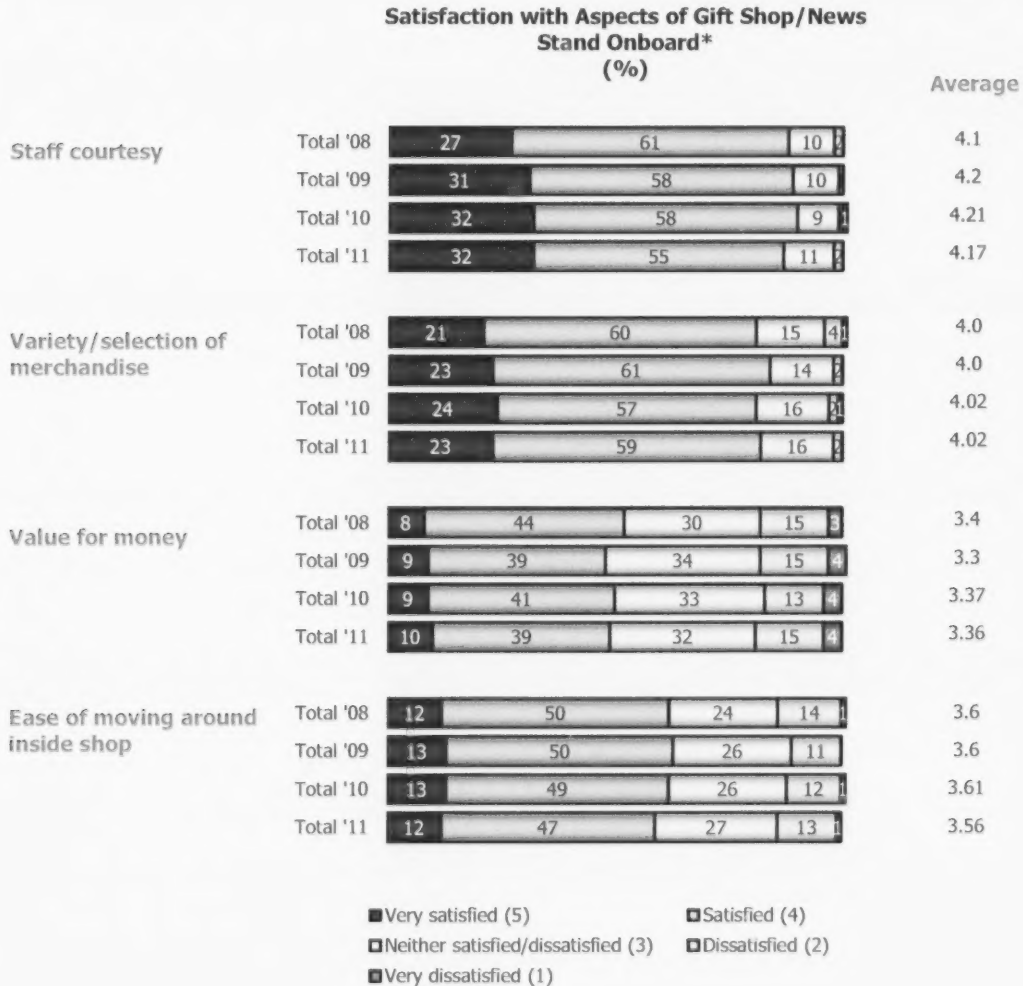 Satisfaction with Aspects of Gift Shop/News
Stand Onboard*
(%)
Average
Staff courtesy
Total '08 27 61 10 2 4.1
Total '09 31 58 10 4.2
Total '10 32 58 9 1 4.21
Total '11 32 55 11 2 4.17
Variety/selection of
merchandise
Total '08 21 60 15 4 1 4.0
Total '09 23 61 14 2 4.0
Total '10 24 57 16 2 1 4.02
Total '11 23 59 16 2 4.02
Value for money
Total '08 8 44 30 15 3 3.4
Total '09 9 39 34 15 4 3.3
Total '10 9 41 33 13 4 3.37
Total '11 10 39 32 15 4 3.36
Ease of moving around
inside shop
Total '08 12 50 24 14 1 3.6
Total '09 13 50 26 11 3.6
Total '10 13 49 26 12 1 3.61
Total '11 12 47 27 13 1 3.56
Very satisfied (5) Satisfied (4)
Neither satisfied/dissatisfied (3) Dissatisfied (2)
Very dissatisfied (1)